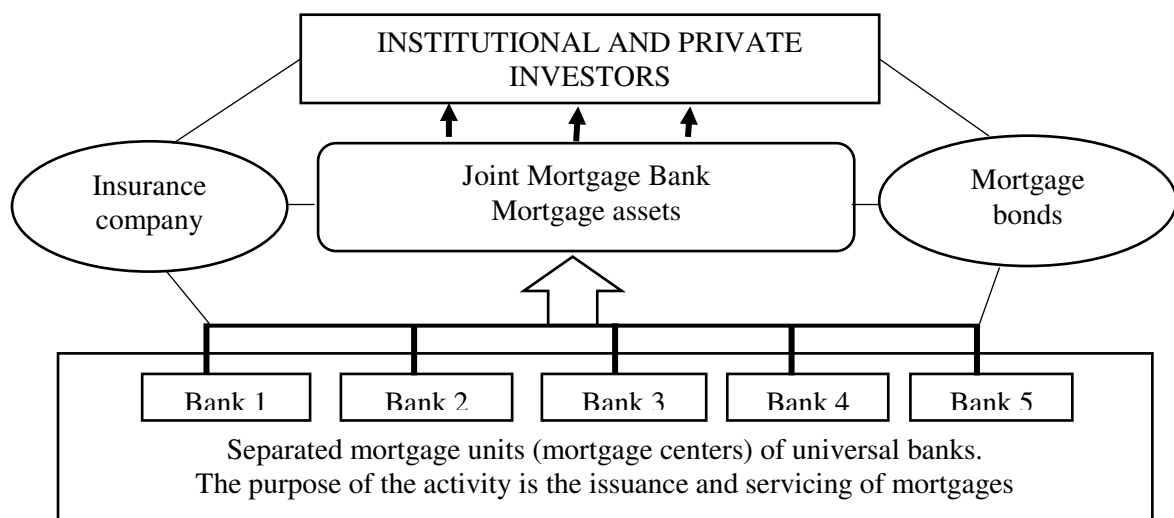 INSTITUTIONAL AND PRIVATE
INVESTORS
Insurance
company
Joint Mortgage Bank
Mortgage assets
Mortgage
bonds
Bank 1
Bank 2
Bank 3
Bank 4
Bank 5
Separated mortgage units (mortgage centers) of universal banks.
The purpose of the activity is the issuance and servicing of mortgages